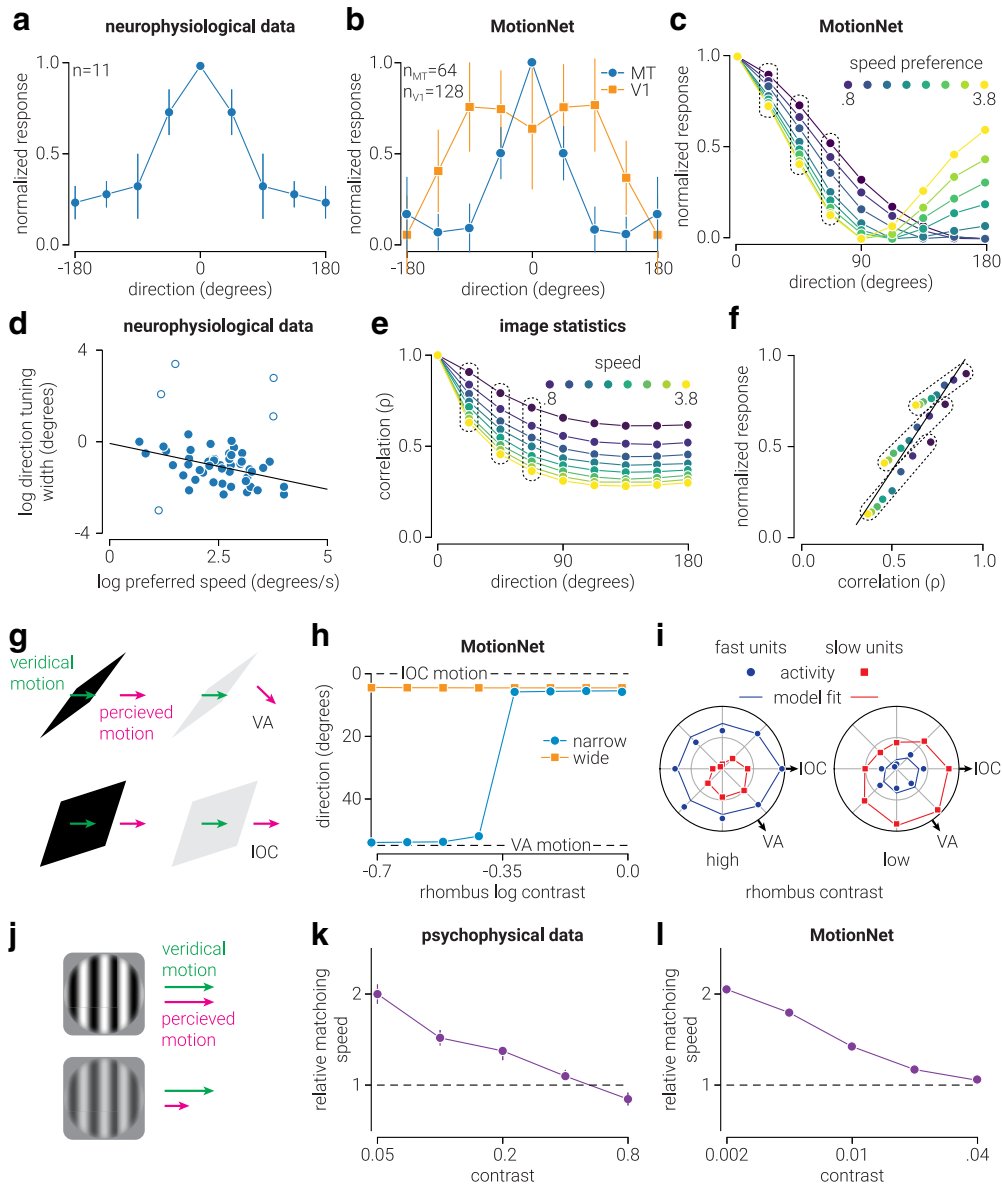 a
neurophysiological data
normalized response
1.0
0.5
0.0
n=11
-180
0
180
direction (degrees)
b
MotionNet
normalized response
1.0
0.5
0.0
nMT=64
nV1=128
MT
V1
-180
0
180
direction (degrees)
c
MotionNet
normalized response
1.0
0.5
0.0
speed preference
.8
3.8
0
90
180
direction (degrees)
d
neurophysiological data
log direction tuning
width (degrees)
4
0
-4
0
2.5
5
log preferred speed (degrees/s)
e
image statistics
correlation (ρ)
1.0
0.5
0.0
speed
8
3.8
0
90
180
direction (degrees)
f
normalized response
1.0
0.5
0.0
0.0
0.5
1.0
correlation (ρ)
g
veridical
motion
percieved
motion
VA
IOC
h
MotionNet
direction (degrees)
0
20
40
IOC motion
narrow
wide
VA motion
-0.7
-0.35
0.0
rhombus log contrast
i
fast units
slow units
activity
model fit
IOC
VA
high
IOC
VA
low
rhombus contrast
j
veridical
motion
percieved
motion
k
psychophysical data
relative matchoing
speed
2
1
0.05
0.2
0.8
contrast
l
MotionNet
relative matchoing
speed
2
1
0.002
0.01
.04
contrast